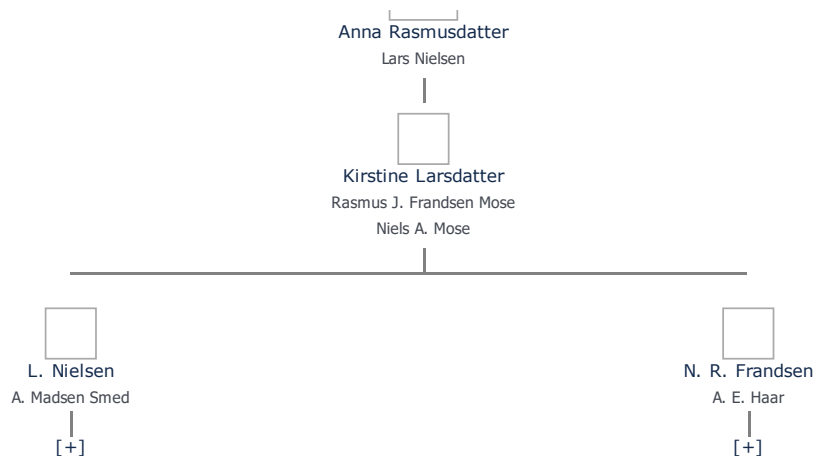 Anna Rasmusdatter
Lars Nielsen
Kirstine Larsdatter
Rasmus J. Frandsen Mose
Niels A. Mose
L. Nielsen
A. Madsen Smed
[+]
N. R. Frandsen
A. E. Haar
[+]